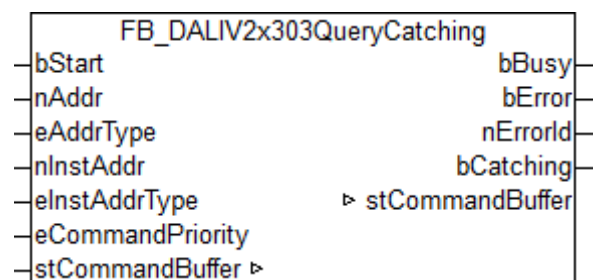 FB_DALIV2x303QueryCatching
bStart bBusy
nAddr bError
eAddrType nErrorId
nInstAddr bCatching
eInstAddrType stCommandBuffer
eCommandPriority
stCommandBuffer